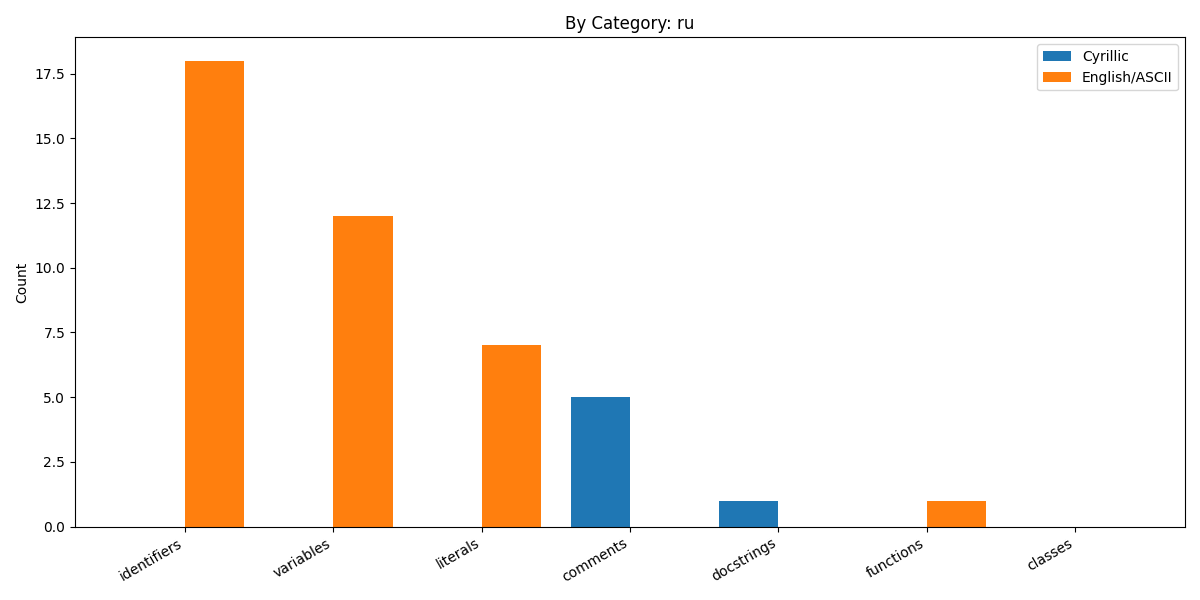 By Category: ru
Cyrillic
English/ASCII
17.5
15.0
12.5
10.0
7.5
5.0
2.5
0.0
Count
identifiers
variables
literals
comments
docstrings
functions
classes